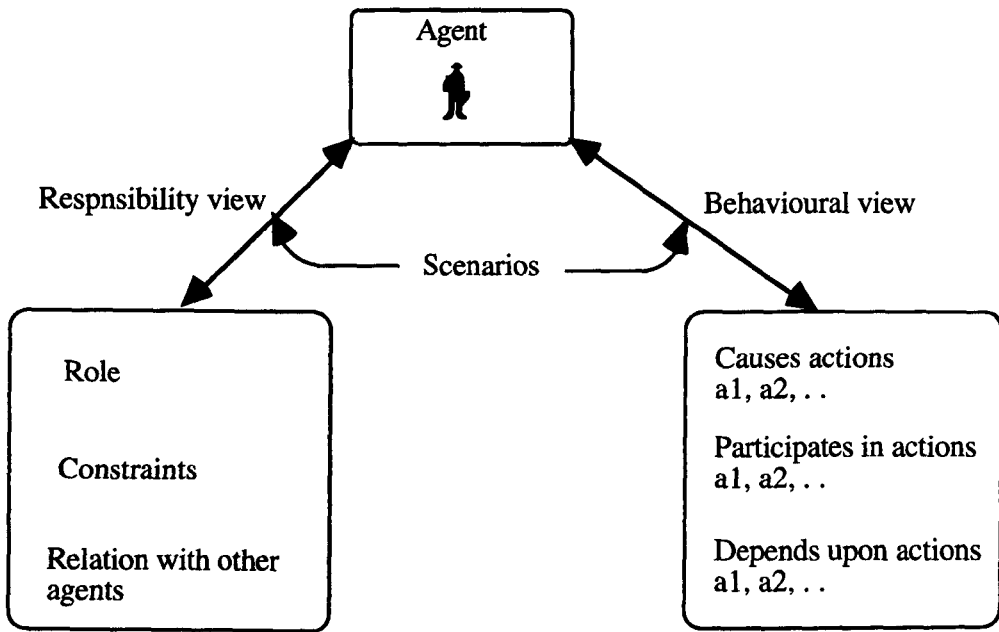 Agent
Respnsibility view
Behavioural view
Scenarios
Role
Constraints
Relation with other
agents
Causes actions
a1, a2, . .
Participates in actions
a1, a2, . .
Depends upon actions
a1, a2, . .